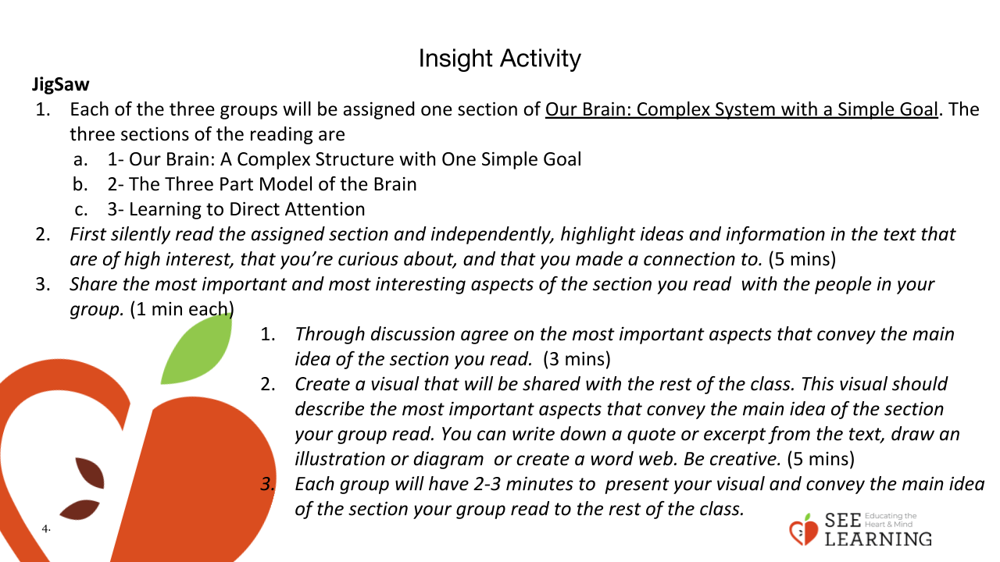 Insight Activity
JigSaw
1. Each of the three groups will be assigned one section of Our Brain: Complex System with a Simple Goal. The
three sections of the reading are
a. 1- Our Brain: A Complex Structure with One Simple Goal
b. 2- The Three Part Model of the Brain
c. 3- Learning to Direct Attention
2. First silently read the assigned section and independently, highlight ideas and information in the text that
are of high interest, that you’re curious about, and that you made a connection to. (5 mins)
3. Share the most important and most interesting aspects of the section you read  with the people in your
group. (1 min each)
1. Through discussion agree on the most important aspects that convey the main
idea of the section you read.  (3 mins)
2. Create a visual that will be shared with the rest of the class. This visual should
describe the most important aspects that convey the main idea of the section
your group read. You can write down a quote or excerpt from the text, draw an
illustration or diagram  or create a word web. Be creative. (5 mins)
3. Each group will have 2-3 minutes to  present your visual and convey the main idea
of the section your group read to the rest of the class.
4.
SEE Educating the
Heart & Mind
LEARNING